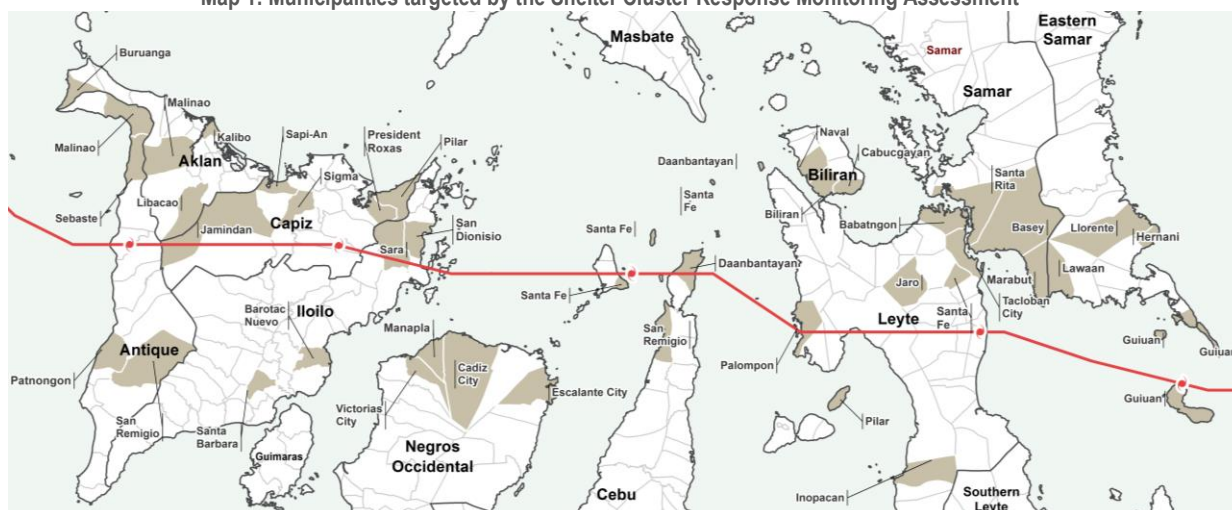 Map 1: Municipalities targeted by the Shelter Cluster Response Monitoring Assessment
Buruanga
Masbate
Eastern
Samar
Samar
Samar
Malinao
Malinao
Kalibo
Aklan
Sapi-An
President
Roxas
Pilar
Sigma
Naval
Cabucgayan
Daanbantayan
Biliran
Santa
Rita
Santa
Fe
Biliran
Babatngon
Sebaste
Libacao
Jamindan
Capiz
San
Dionisio
Sara
Santa Fe
Basey
Llorente
Hernani
Daanbantayan
Lawaan
Marabut
Jaro
Tacloban
City
Santa Fe
Leyte
Santa
Fe
Barotac
Nuevo
Iloilo
Manapla
San
Remigio
Guiuan
Guiuan
Antique
Patnongon
Cadiz
City
Palompon
Escalante City
Guiuan
Victorias
City
Pilar
San
Remigio
Santa
Barbara
Guimaras
Negros
Occidental
Cebu
Inopacan
Southern
Leyte